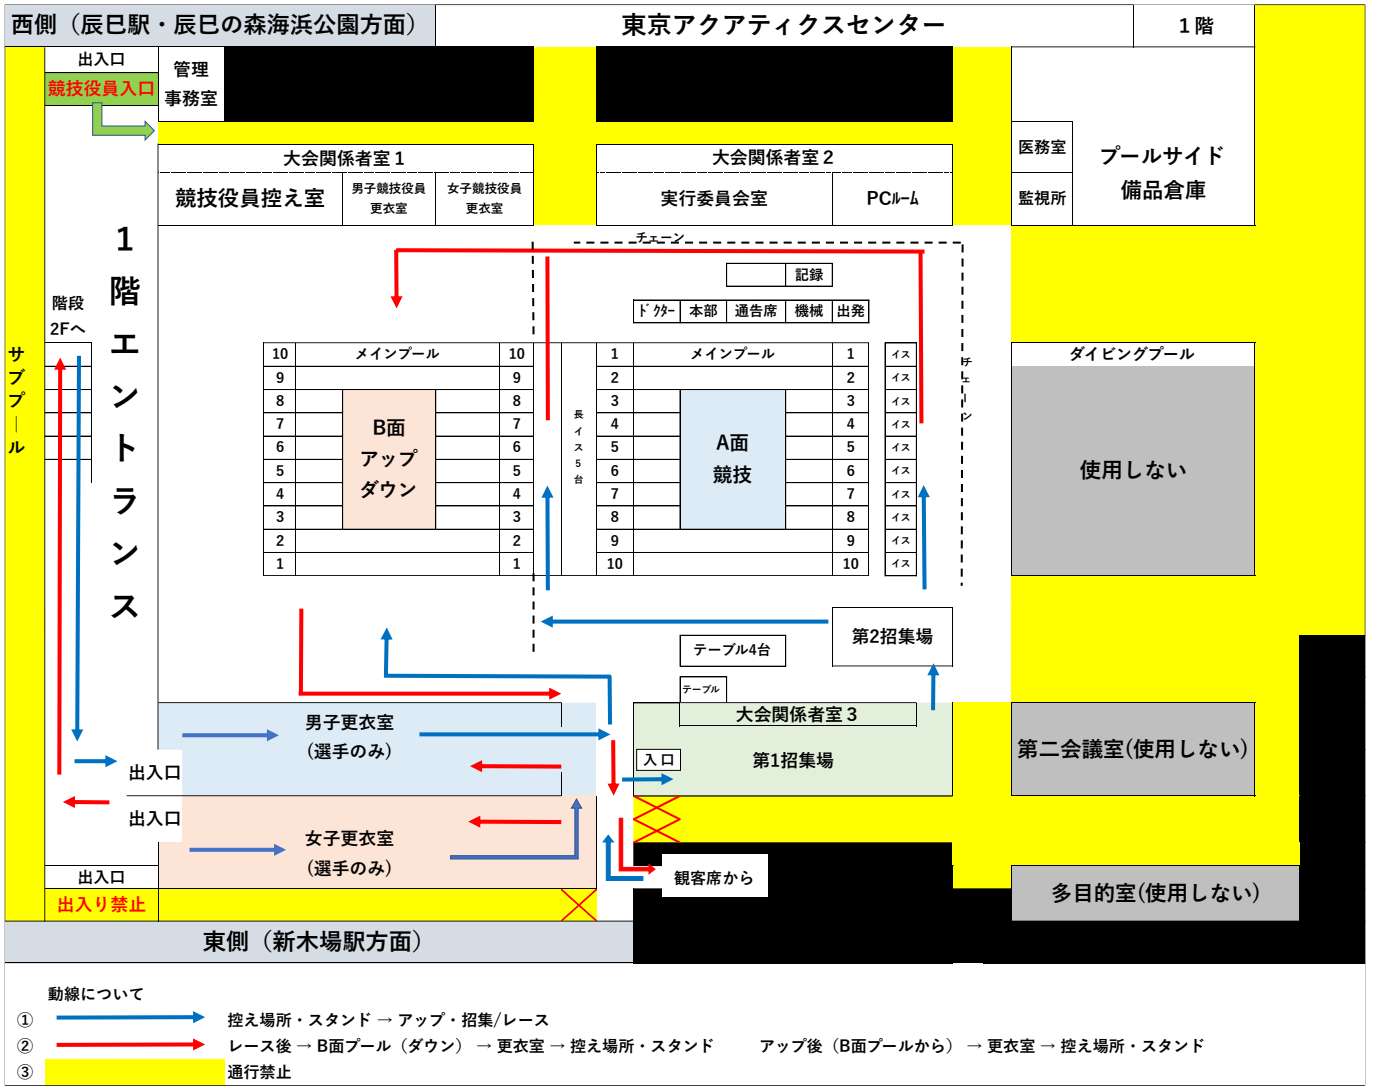 西側（辰巳駅・辰巳の森海浜公園方面）
東京アクアティクスセンター
１階
出入口
競技役員入口
管理
事務室
大会関係者室１
競技役員控え室
男子競技役員
更衣室
女子競技役員
更衣室
大会関係者室２
実行委員会室
PCﾙｰﾑ
医務室
監視所
プールサイド
備品倉庫
チェーン
記録
ﾄﾞｸﾀｰ
本部
通告席
機械
出発
１階エントランス
階段
2Fへ
サブプール
10 メインプール 10
9 9
8 8
7 7
6 6
5 5
4 4
3 3
2 2
1 1
B面
アップ
ダウン
長イス5台
1 メインプール 1
2 2
3 3
4 4
5 5
6 6
7 7
8 8
9 9
10 10
A面
競技
イス
イス
イス
イス
イス
イス
イス
イス
イス
イス
チェーン
ダイビングプール
使用しない
第2招集場
テーブル4台
テーブル
大会関係者室３
入口
第1招集場
男子更衣室
(選手のみ)
出入口
出入口
女子更衣室
(選手のみ)
第二会議室(使用しない)
観客席から
多目的室(使用しない)
出入口
出入り禁止
東側（新木場駅方面）
動線について
① 控え場所・スタンド → アップ・招集/レース
② レース後 → B面プール（ダウン） → 更衣室 → 控え場所・スタンド アップ後（B面プールから） → 更衣室 → 控え場所・スタンド
③ 通行禁止